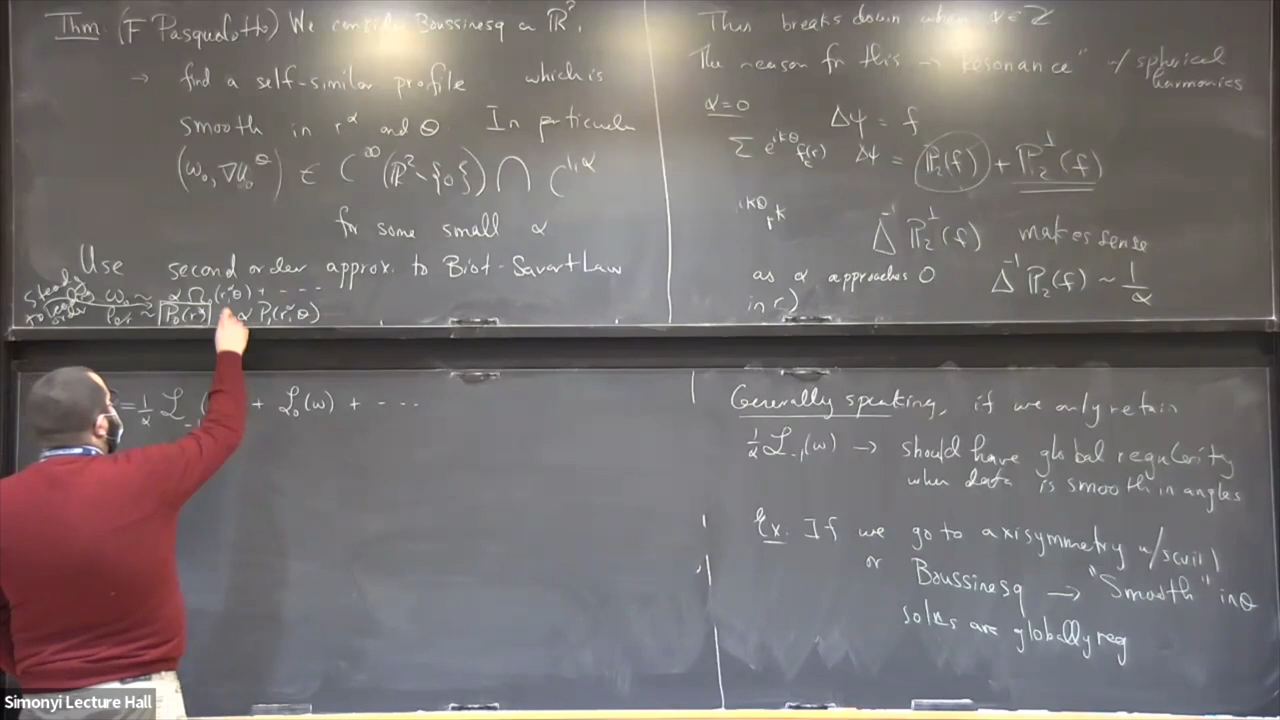 Thm. (F Pasqualotto) We consider Boussinesq on ℝ²,
→ find a self-similar profile which is
smooth in r^α and θ. In particular
(ω₀, ∇u₀^θ) ∈ C^∞(ℝ²∖{0}) ⋂ C^{1,α}
for some small α
Use second order approx. to Biot-Savart Law
Steady
ω₀ ≈ α Ω (r^α, θ) + ----
P₀(r^α) α P₁(r^α, θ)
= 1/α ℒ₋₁( + ℒ₀(ω) + ---
This breaks down when α ∈ ℤ
The reason for this → "Resonance" w/ spherical harmonics
α = 0 Δψ = f
Σ e^{ikθ} f_k(r) Δψ = ℙ₂(f) + ℙ₂^⊥(f)
e^{ikθ} r^k
Δ⁻¹ ℙ₂^⊥(f) makes sense
as α approaches 0 Δ⁻¹ ℙ₂(f) ~ 1/α
in r)
Generally speaking, if we only retain
1/α ℒ₋₁(ω) → should have global regularity
when data is smooth in angles
Ex. If we go to axisymmetry w/swirl)
or Boussinesq → "Smooth" in θ
solns are globally reg
Simonyi Lecture Hall